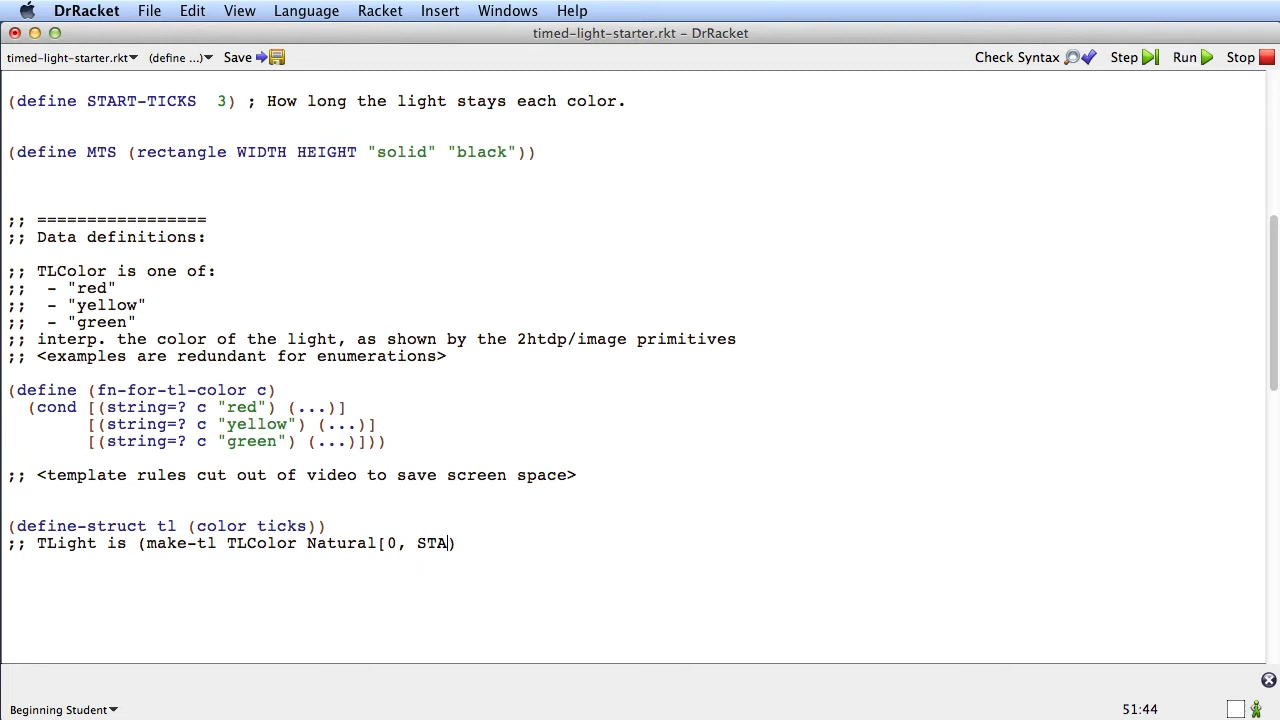 DrRacket File Edit View Language Racket Insert Windows Help
timed-light-starter.rkt - DrRacket
timed-light-starter.rkt (define ...) Save Check Syntax Step Run Stop
(define START-TICKS  3) ; How long the light stays each color.
(define MTS (rectangle WIDTH HEIGHT "solid" "black"))
;; =================
;; Data definitions:
;; TLColor is one of:
;;  - "red"
;;  - "yellow"
;;  - "green"
;; interp. the color of the light, as shown by the 2htdp/image primitives
;; <examples are redundant for enumerations>
(define (fn-for-tl-color c)
  (cond [(string=? c "red") (...)]
        [(string=? c "yellow") (...)]
        [(string=? c "green") (...)]))
;; <template rules cut out of video to save screen space>
(define-struct tl (color ticks))
;; TLight is (make-tl TLColor Natural[0, STA)
Beginning Student 51:44